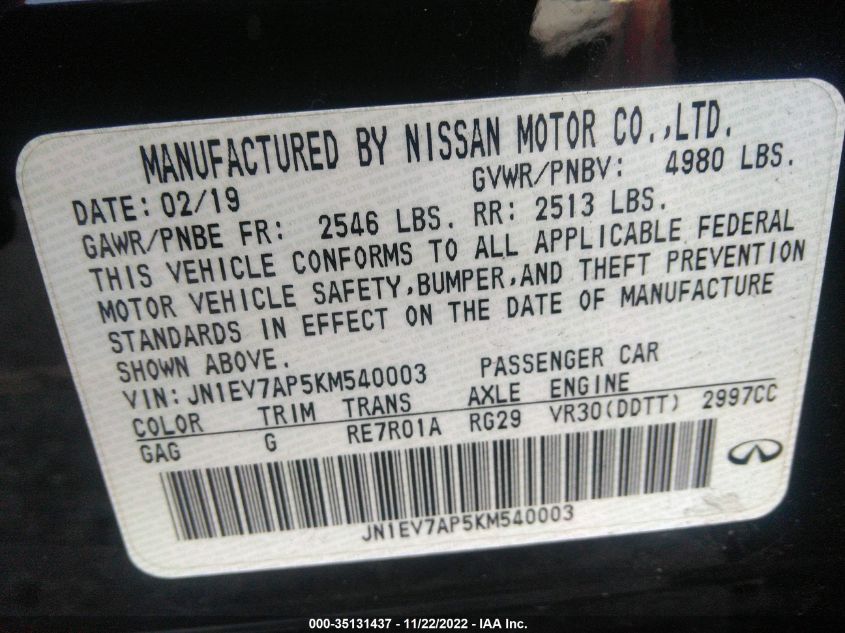 MANUFACTURED BY NISSAN MOTOR CO.,LTD.
DATE: 02/19 GVWR/PNBV: 4980 LBS.
GAWR/PNBE FR: 2546 LBS. RR: 2513 LBS.
THIS VEHICLE CONFORMS TO ALL APPLICABLE FEDERAL
MOTOR VEHICLE SAFETY,BUMPER,AND THEFT PREVENTION
STANDARDS IN EFFECT ON THE DATE OF MANUFACTURE
SHOWN ABOVE.
VIN:JN1EV7AP5KM540003 PASSENGER CAR
COLOR TRIM TRANS AXLE ENGINE
GAG G RE7R01A RG29 VR30(DDTT) 2997CC
JN1EV7AP5KM540003
000-35131437 - 11/22/2022 - IAA Inc.